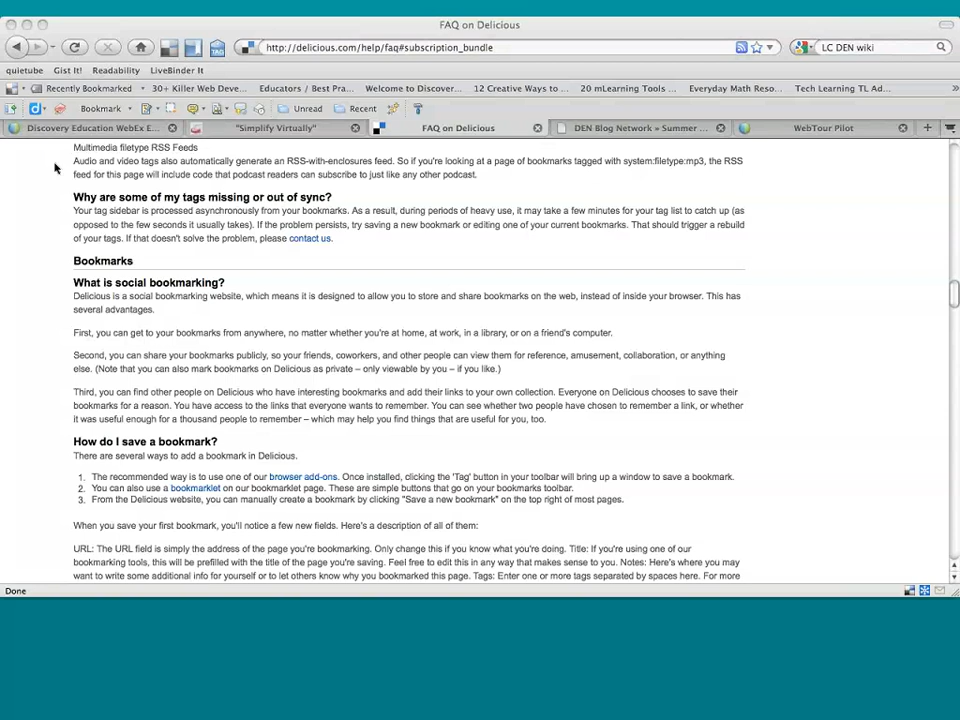 FAQ on Delicious
http://delicious.com/help/faq#subscription_bundle
LC DEN wiki
quietube Gist It! Readability LiveBinder It
Recently Bookmarked 30+ Killer Web Deve... Educators / Best Pra... Welcome to Discover... 12 Creative Ways to ... 20 mLearning Tools ... Everyday Math Reso... Tech Learning TL Ad... »
Bookmark Unread Recent
Discovery Education WebEx E... "Simplify Virtually" FAQ on Delicious DEN Blog Network » Summer ... WebTour Pilot
Multimedia filetype RSS Feeds
Audio and video tags also automatically generate an RSS-with-enclosures feed. So if you're looking at a page of bookmarks tagged with system:filetype:mp3, the RSS
feed for this page will include code that podcast readers can subscribe to just like any other podcast.
Why are some of my tags missing or out of sync?
Your tag sidebar is processed asynchronously from your bookmarks. As a result, during periods of heavy use, it may take a few minutes for your tag list to catch up (as
opposed to the few seconds it usually takes). If the problem persists, try saving a new bookmark or editing one of your current bookmarks. That should trigger a rebuild
of your tags. If that doesn't solve the problem, please contact us.
Bookmarks
What is social bookmarking?
Delicious is a social bookmarking website, which means it is designed to allow you to store and share bookmarks on the web, instead of inside your browser. This has
several advantages.
First, you can get to your bookmarks from anywhere, no matter whether you're at home, at work, in a library, or on a friend's computer.
Second, you can share your bookmarks publicly, so your friends, coworkers, and other people can view them for reference, amusement, collaboration, or anything
else. (Note that you can also mark bookmarks on Delicious as private – only viewable by you – if you like.)
Third, you can find other people on Delicious who have interesting bookmarks and add their links to your own collection. Everyone on Delicious chooses to save their
bookmarks for a reason. You have access to the links that everyone wants to remember. You can see whether two people have chosen to remember a link, or whether
it was useful enough for a thousand people to remember – which may help you find things that are useful for you, too.
How do I save a bookmark?
There are several ways to add a bookmark in Delicious.
1. The recommended way is to use one of our browser add-ons. Once installed, clicking the 'Tag' button in your toolbar will bring up a window to save a bookmark.
2. You can also use a bookmarklet on our bookmarklet page. These are simple buttons that go on your bookmarks toolbar.
3. From the Delicious website, you can manually create a bookmark by clicking "Save a new bookmark" on the top right of most pages.
When you save your first bookmark, you'll notice a few new fields. Here's a description of all of them:
URL: The URL field is simply the address of the page you're bookmarking. Only change this if you know what you're doing. Title: If you're using one of our
bookmarking tools, this will be prefilled with the title of the page you're saving. Feel free to edit this in any way that makes sense to you. Notes: Here's where you may
want to write some additional info for yourself or to let others know why you bookmarked this page. Tags: Enter one or more tags separated by spaces here. For more
Done